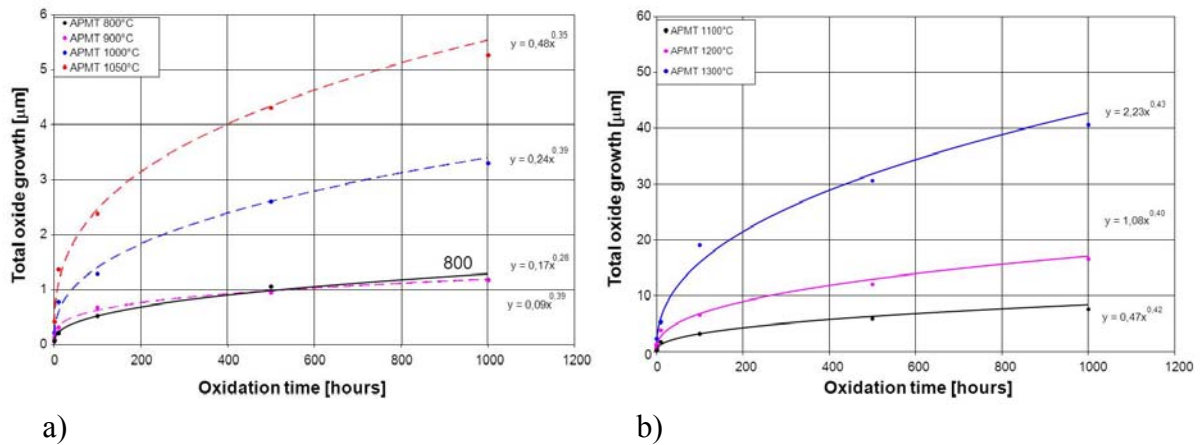 APMT 800°C
APMT 900°C
APMT 1000°C
APMT 1050°C
Total oxide growth [μm]
6
5
4
3
2
1
0
y = 0,48x^0,35
y = 0,24x^0,39
800
y = 0,17x^0,28
y = 0,09x^0,39
0 200 400 600 800 1000 1200
Oxidation time [hours]
a)
APMT 1100°C
APMT 1200°C
APMT 1300°C
Total oxide growth [μm]
60
50
40
30
20
10
0
y = 2,23x^0,43
y = 1,08x^0,40
y = 0,47x^0,42
0 200 400 600 800 1000 1200
Oxidation time [hours]
b)